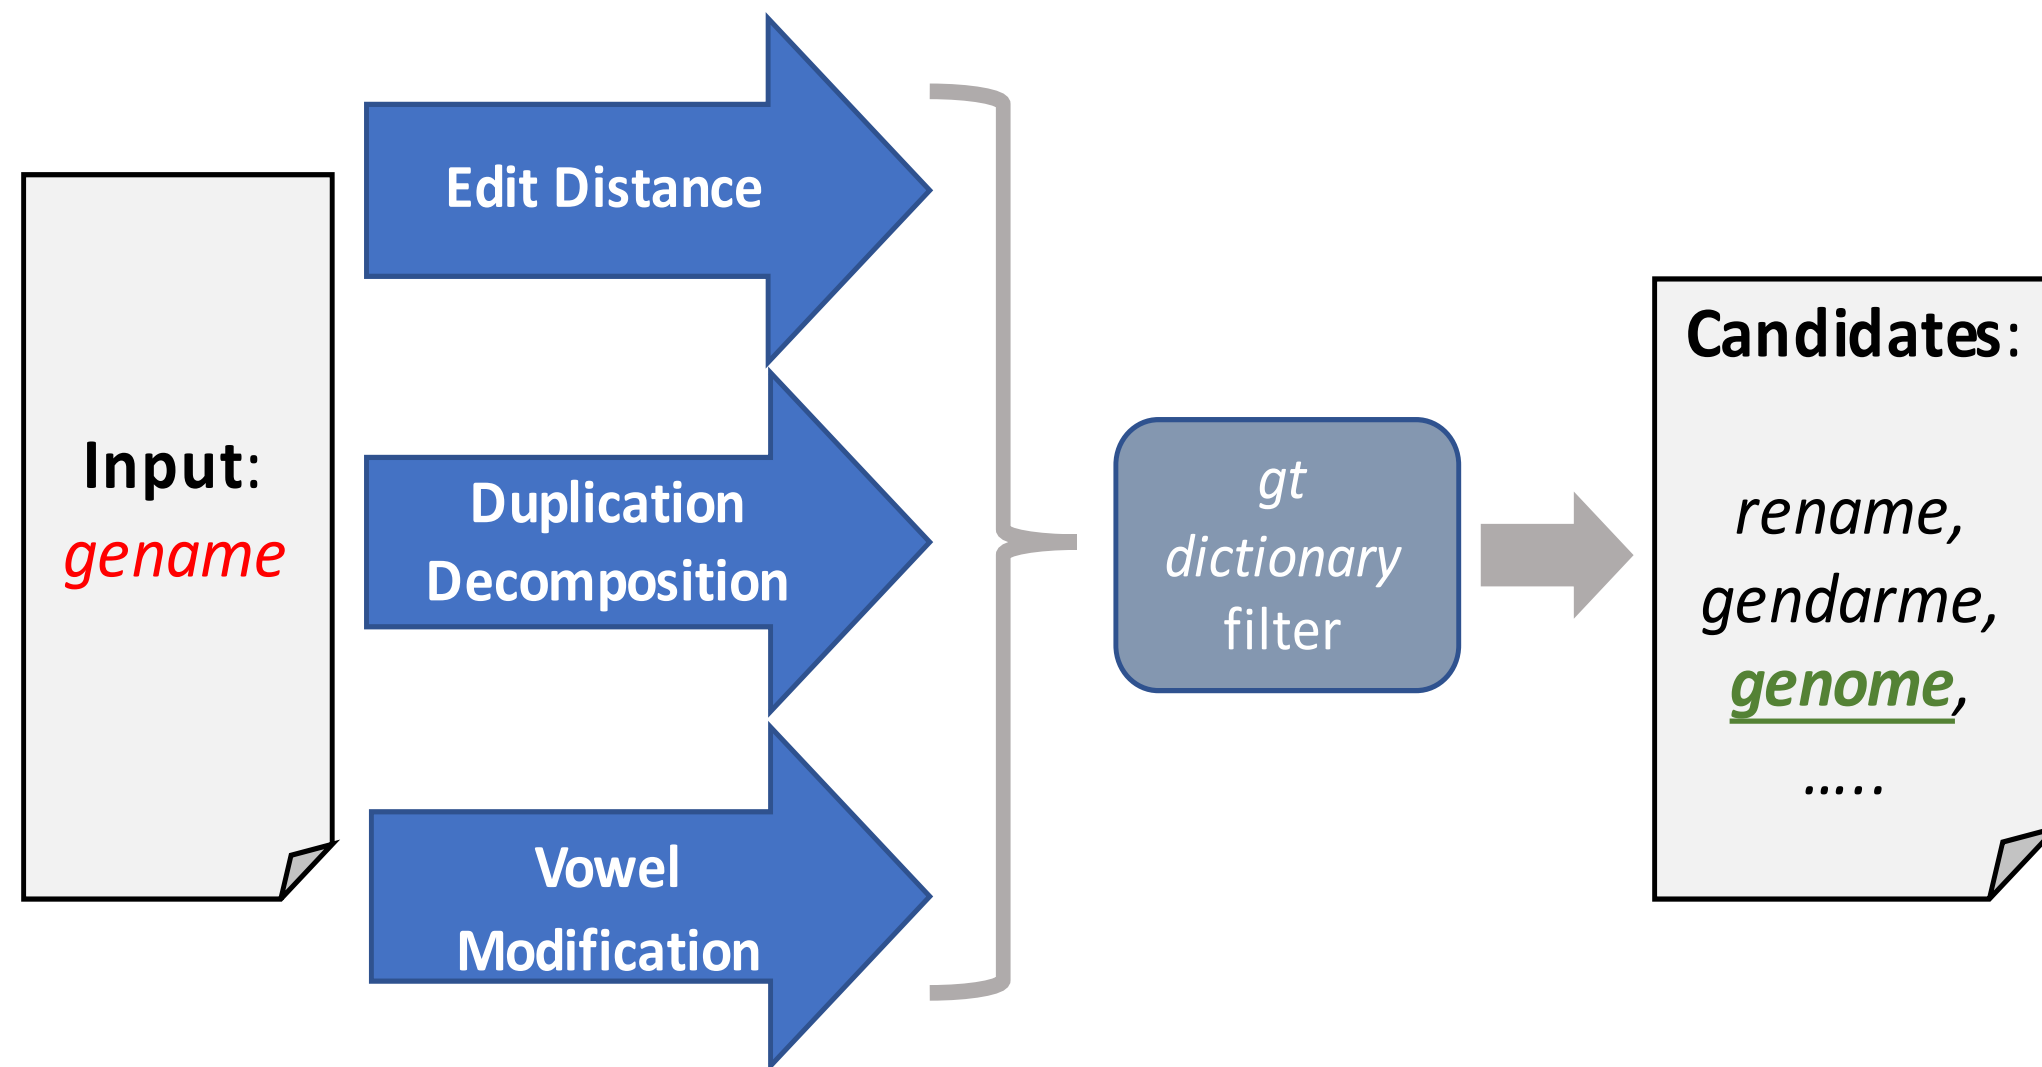 Input:
gename
Edit Distance
Duplication
Decomposition
Vowel
Modification
gt
dictionary
filter
Candidates:
rename,
gendarme,
genome,
.....